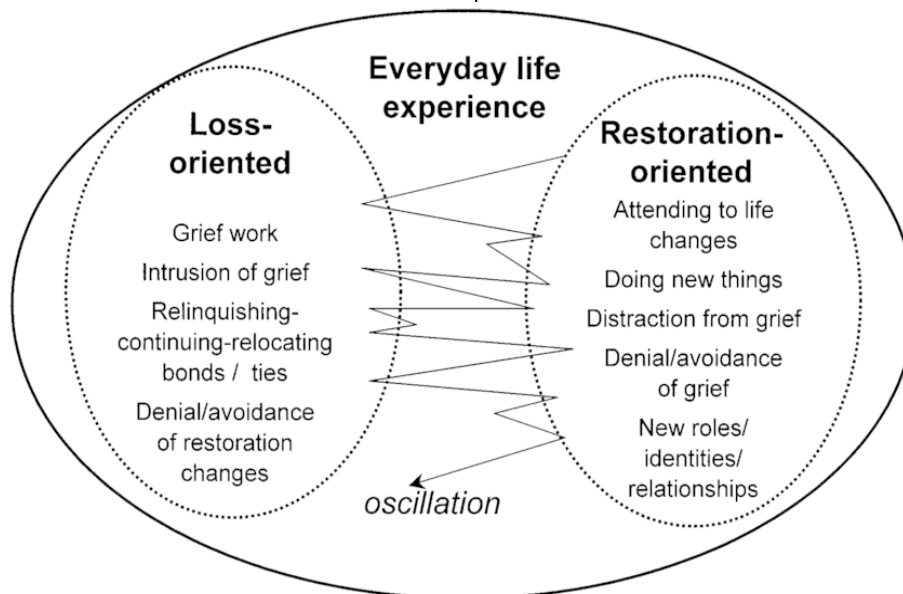 Everyday life
experience
Loss-
oriented
Grief work
Intrusion of grief
Relinquishing-
continuing-relocating
bonds / ties
Denial/avoidance
of restoration
changes
Restoration-
oriented
Attending to life
changes
Doing new things
Distraction from grief
Denial/avoidance
of grief
New roles/
identities/
relationships
oscillation